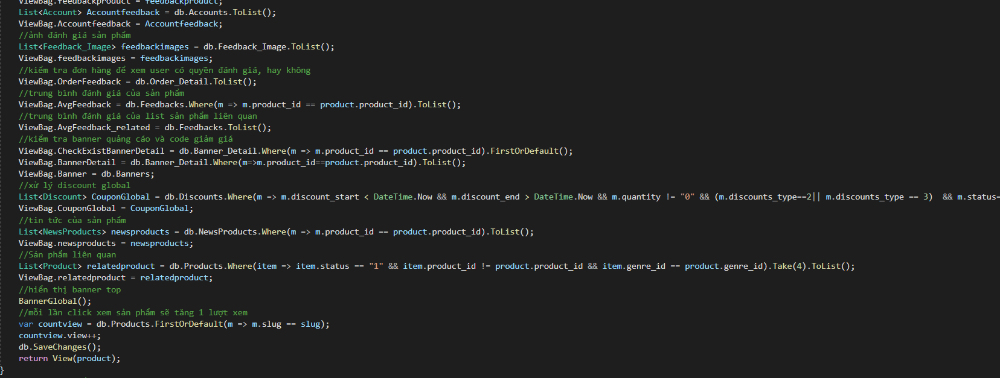 ViewBag.feedbackproduct = feedbackproduct;
List<Account> Accountfeedback = db.Accounts.ToList();
ViewBag.Accountfeedback = Accountfeedback;
//ảnh đánh giá sản phẩm
List<Feedback_Image> feedbackimages = db.Feedback_Image.ToList();
ViewBag.feedbackimages = feedbackimages;
//kiểm tra đơn hàng để xem user có quyền đánh giá, hay không
ViewBag.OrderFeedback = db.Order_Detail.ToList();
//trung bình đánh giá của sản phẩm
ViewBag.AvgFeedback = db.Feedbacks.Where(m => m.product_id == product.product_id).ToList();
//trung bình đánh giá của list sản phẩm liên quan
ViewBag.AvgFeedback_related = db.Feedbacks.ToList();
//kiểm tra banner quảng cáo và code giảm giá
ViewBag.CheckExistBannerDetail = db.Banner_Detail.Where(m => m.product_id == product.product_id).FirstOrDefault();
ViewBag.BannerDetail = db.Banner_Detail.Where(m=>m.product_id==product.product_id).ToList();
ViewBag.Banner = db.Banners;
//xử lý discount global
List<Discount> CouponGlobal = db.Discounts.Where(m => m.discount_start < DateTime.Now && m.discount_end > DateTime.Now && m.quantity != "0" && (m.discounts_type==2|| m.discounts_type == 3)  && m.status=
ViewBag.CouponGlobal = CouponGlobal;
//tin tức của sản phẩm
List<NewsProducts> newsproducts = db.NewsProducts.Where(m => m.product_id == product.product_id).ToList();
ViewBag.newsproducts = newsproducts;
//Sản phẩm liên quan
List<Product> relatedproduct = db.Products.Where(item => item.status == "1" && item.product_id != product.product_id && item.genre_id == product.genre_id).Take(4).ToList();
ViewBag.relatedproduct = relatedproduct;
//hiển thị banner top
BannerGlobal();
//mỗi lần click xem sản phẩm sẽ tăng 1 lượt xem
var countview = db.Products.FirstOrDefault(m => m.slug == slug);
countview.view++;
db.SaveChanges();
return View(product);
}